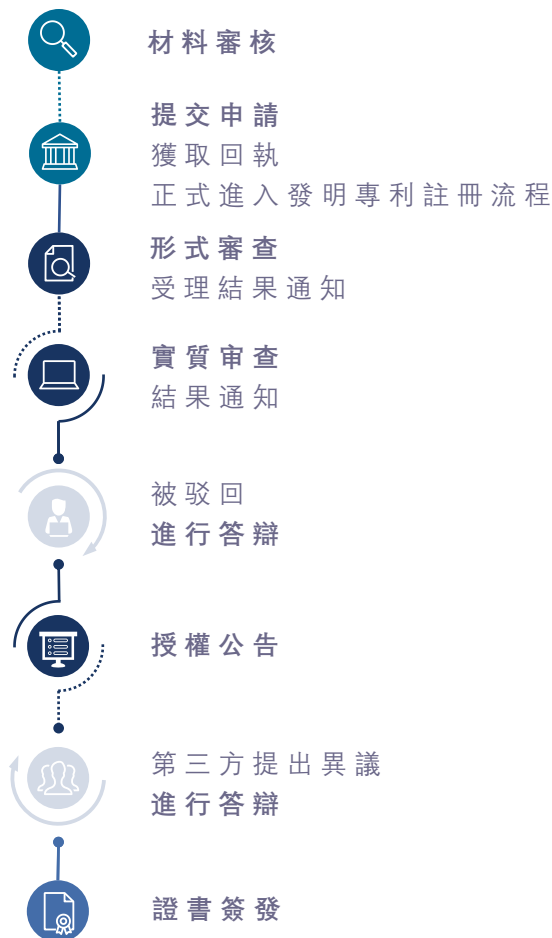 材料審核
提交申請
獲取回執
正式進入發明專利註冊流程
形式審查
受理結果通知
實質审查
結果通知
被驳回
進行答辯
授權公告
第三方提出異議
進行答辯
證書簽發